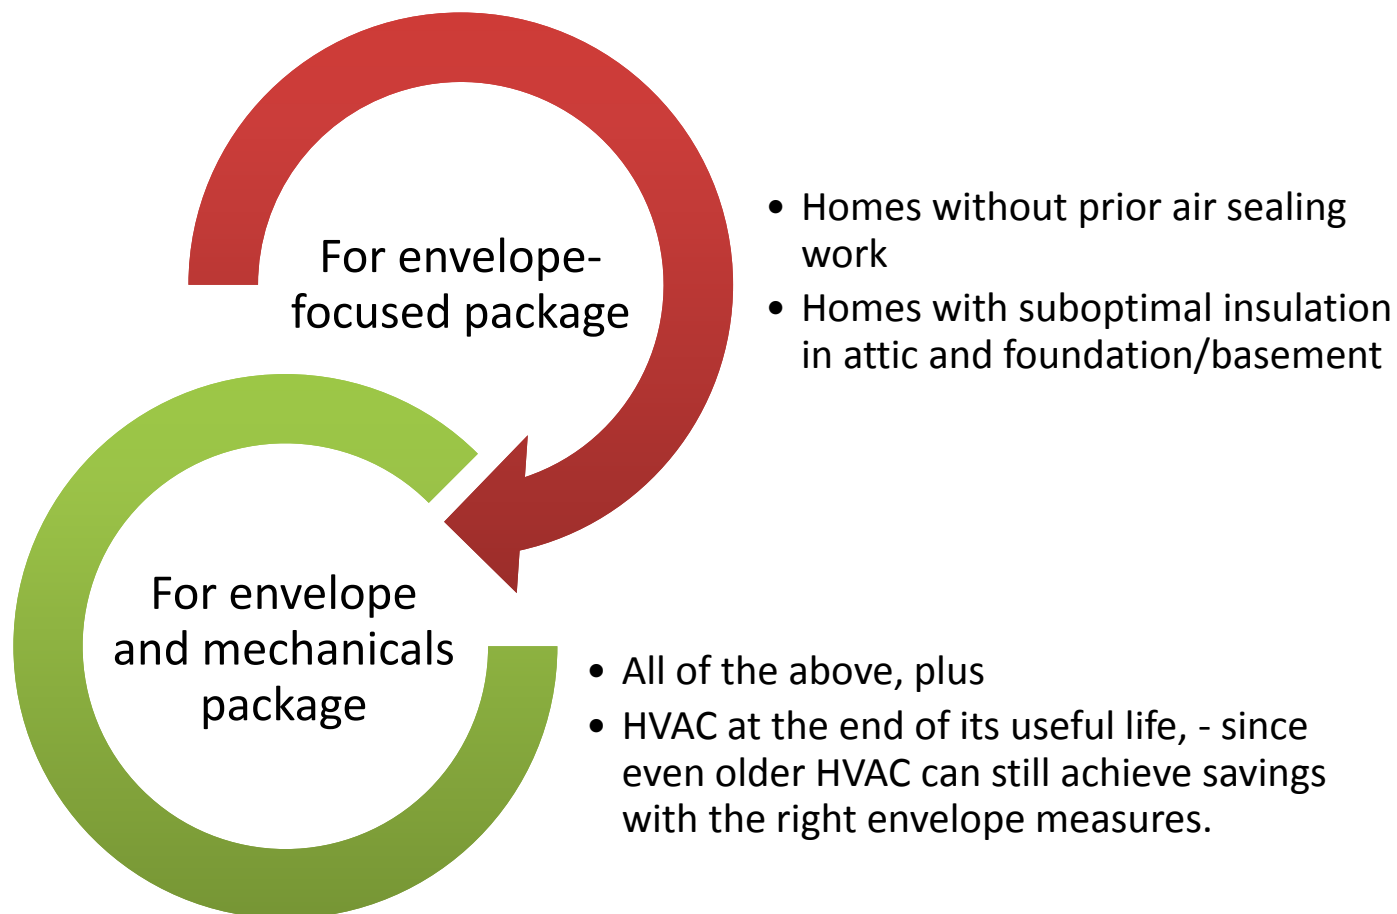 For envelope-
focused package
• Homes without prior air sealing
work
• Homes with suboptimal insulation
in attic and foundation/basement
For envelope
and mechanicals
package
• All of the above, plus
• HVAC at the end of its useful life, - since
even older HVAC can still achieve savings
with the right envelope measures.